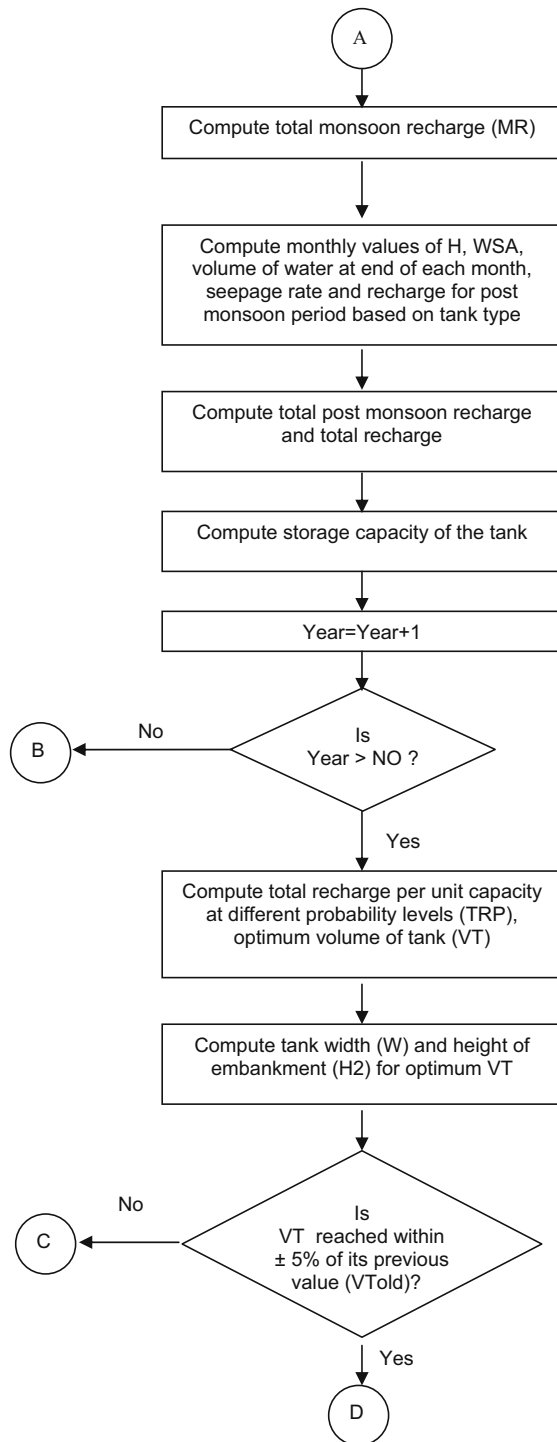 A
Compute total monsoon recharge (MR)
Compute monthly values of H, WSA,
volume of water at end of each month,
seepage rate and recharge for post
monsoon period based on tank type
Compute total post monsoon recharge
and total recharge
Compute storage capacity of the tank
Year=Year+1
No
B
Is
Year > NO ?
Yes
Compute total recharge per unit capacity
at different probability levels (TRP),
optimum volume of tank (VT)
Compute tank width (W) and height of
embankment (H2) for optimum VT
No
C
Is
VT reached within
± 5% of its previous
value (VTold)?
Yes
D